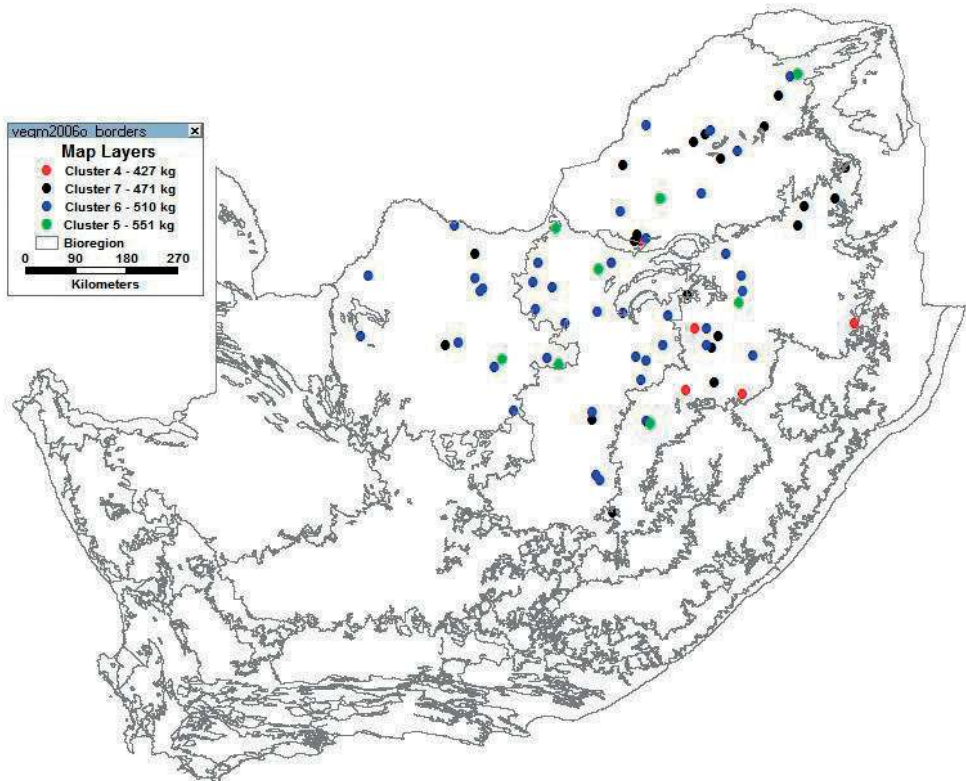 vegm2006o_borders
Map Layers
Cluster 4 - 427 kg
Cluster 7 - 471 kg
Cluster 6 - 510 kg
Cluster 5 - 551 kg
Bioregion
0 90 180 270
Kilometers